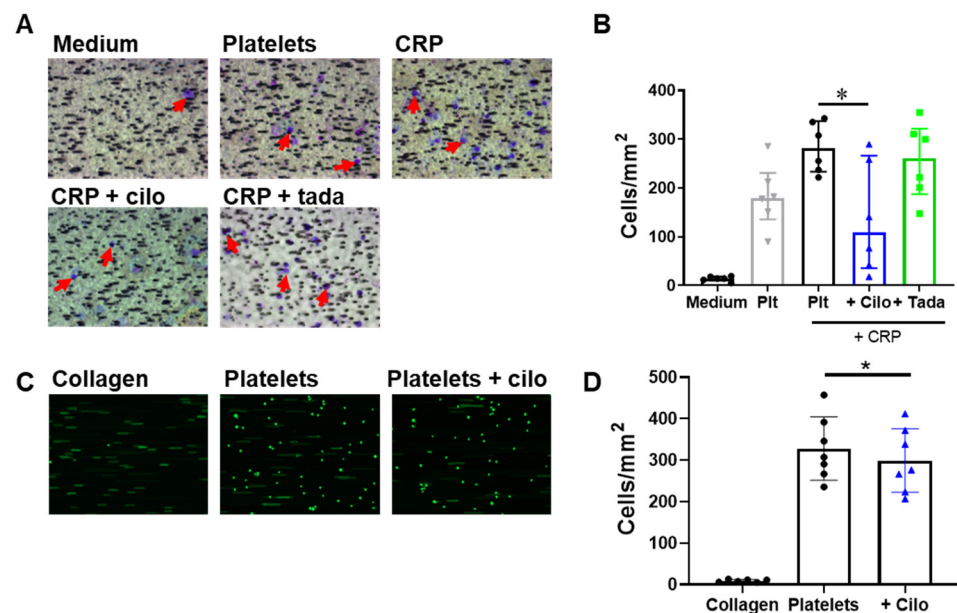 A
Medium
Platelets
CRP
CRP + cilo
CRP + tada
B
Cells/mm²
400
300
200
100
0
*
Medium
Plt
Plt
+ Cilo
+ Tada
+ CRP
C
Collagen
Platelets
Platelets + cilo
D
Cells/mm²
500
400
300
200
100
0
*
Collagen
Platelets
+ Cilo